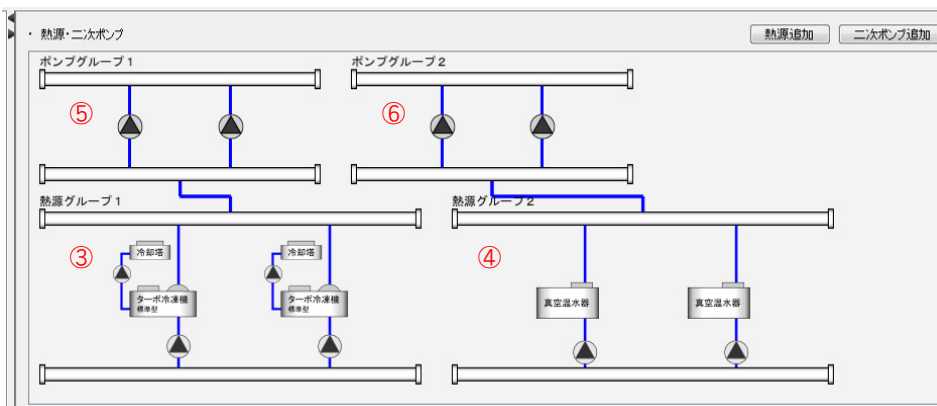 ・ 熱源・二次ポンプ
熱源追加
二次ポンプ追加
ポンプグループ1
ポンプグループ2
⑤
⑥
熱源グループ1
熱源グループ2
③
④
冷却塔
冷却塔
ターボ冷凍機
標準型
ターボ冷凍機
標準型
真空温水器
真空温水器